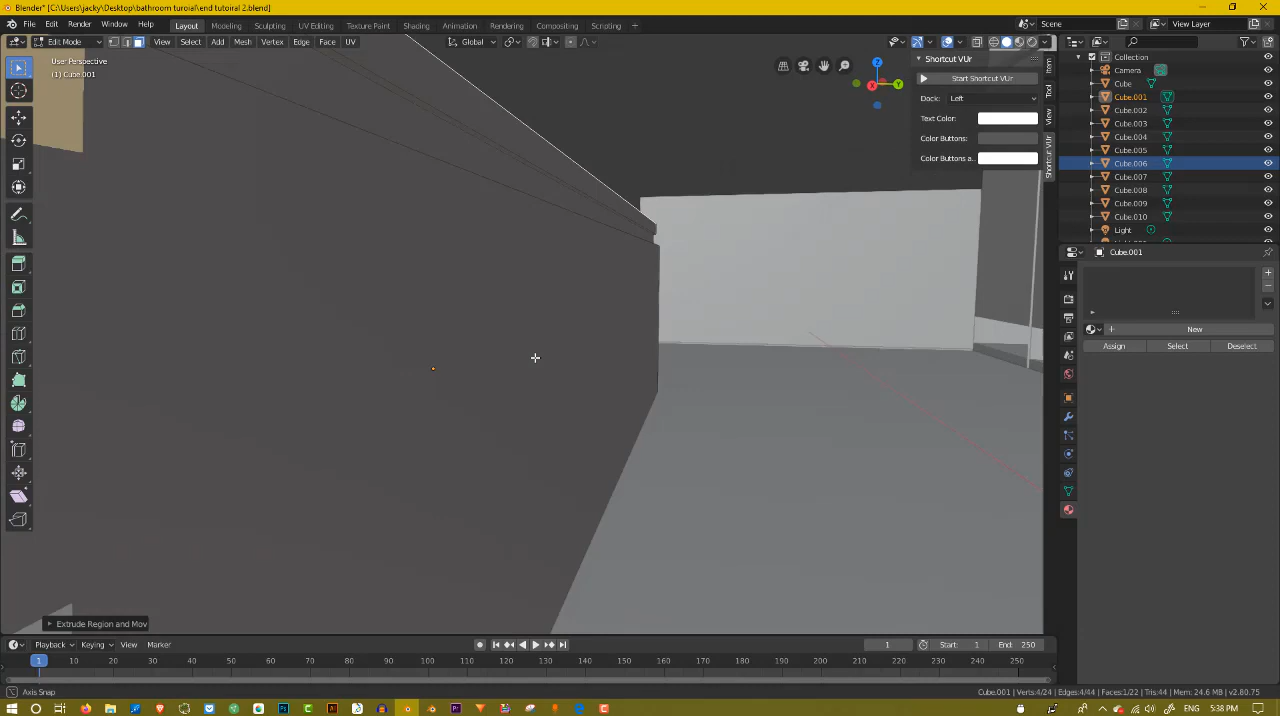 Blender* [C:\Users\jacky\Desktop\bathroom turoial\end tutoiral 2.blend]
File Edit Render Window Help Layout Modeling Sculpting UV Editing Texture Paint Shading Animation Rendering Compositing Scripting Scene View Layer
Edit Mode View Select Add Mesh Vertex Edge Face UV Global
User Perspective
(1) Cube.001
Shortcut VUr
Start Shortcut VUr
Dock: Left
Text Color:
Color Buttons:
Color Buttons a..
Item
Tool
View
Shortcut VUr
Z
X
Y
Collection
Camera
Cube
Cube.001
Cube.002
Cube.003
Cube.004
Cube.005
Cube.006
Cube.007
Cube.008
Cube.009
Cube.010
Light
Cube.001
New
Assign Select Deselect
Extrude Region and Mov
Playback Keying View Marker 1 Start: 1 End: 250
1 10 20 30 40 50 60 70 80 90 100 110 120 130 140 150 160 170 180 190 200 210 220 230 240 250
Axis Snap
Cube.001 | Verts:4/24 | Edges:4/44 | Faces:1/22 | Tris:44 | Mem: 24.6 MB | v2.80.75
ENG 5:38 PM